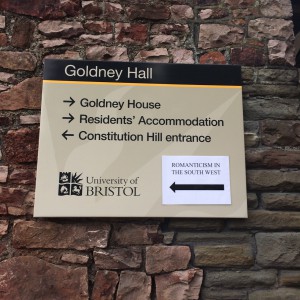 Goldney Hall
→ Goldney House
→ Residents' Accommodation
← Constitution Hill entrance
University of
BRISTOL
ROMANTICISM IN
THE SOUTH WEST
←